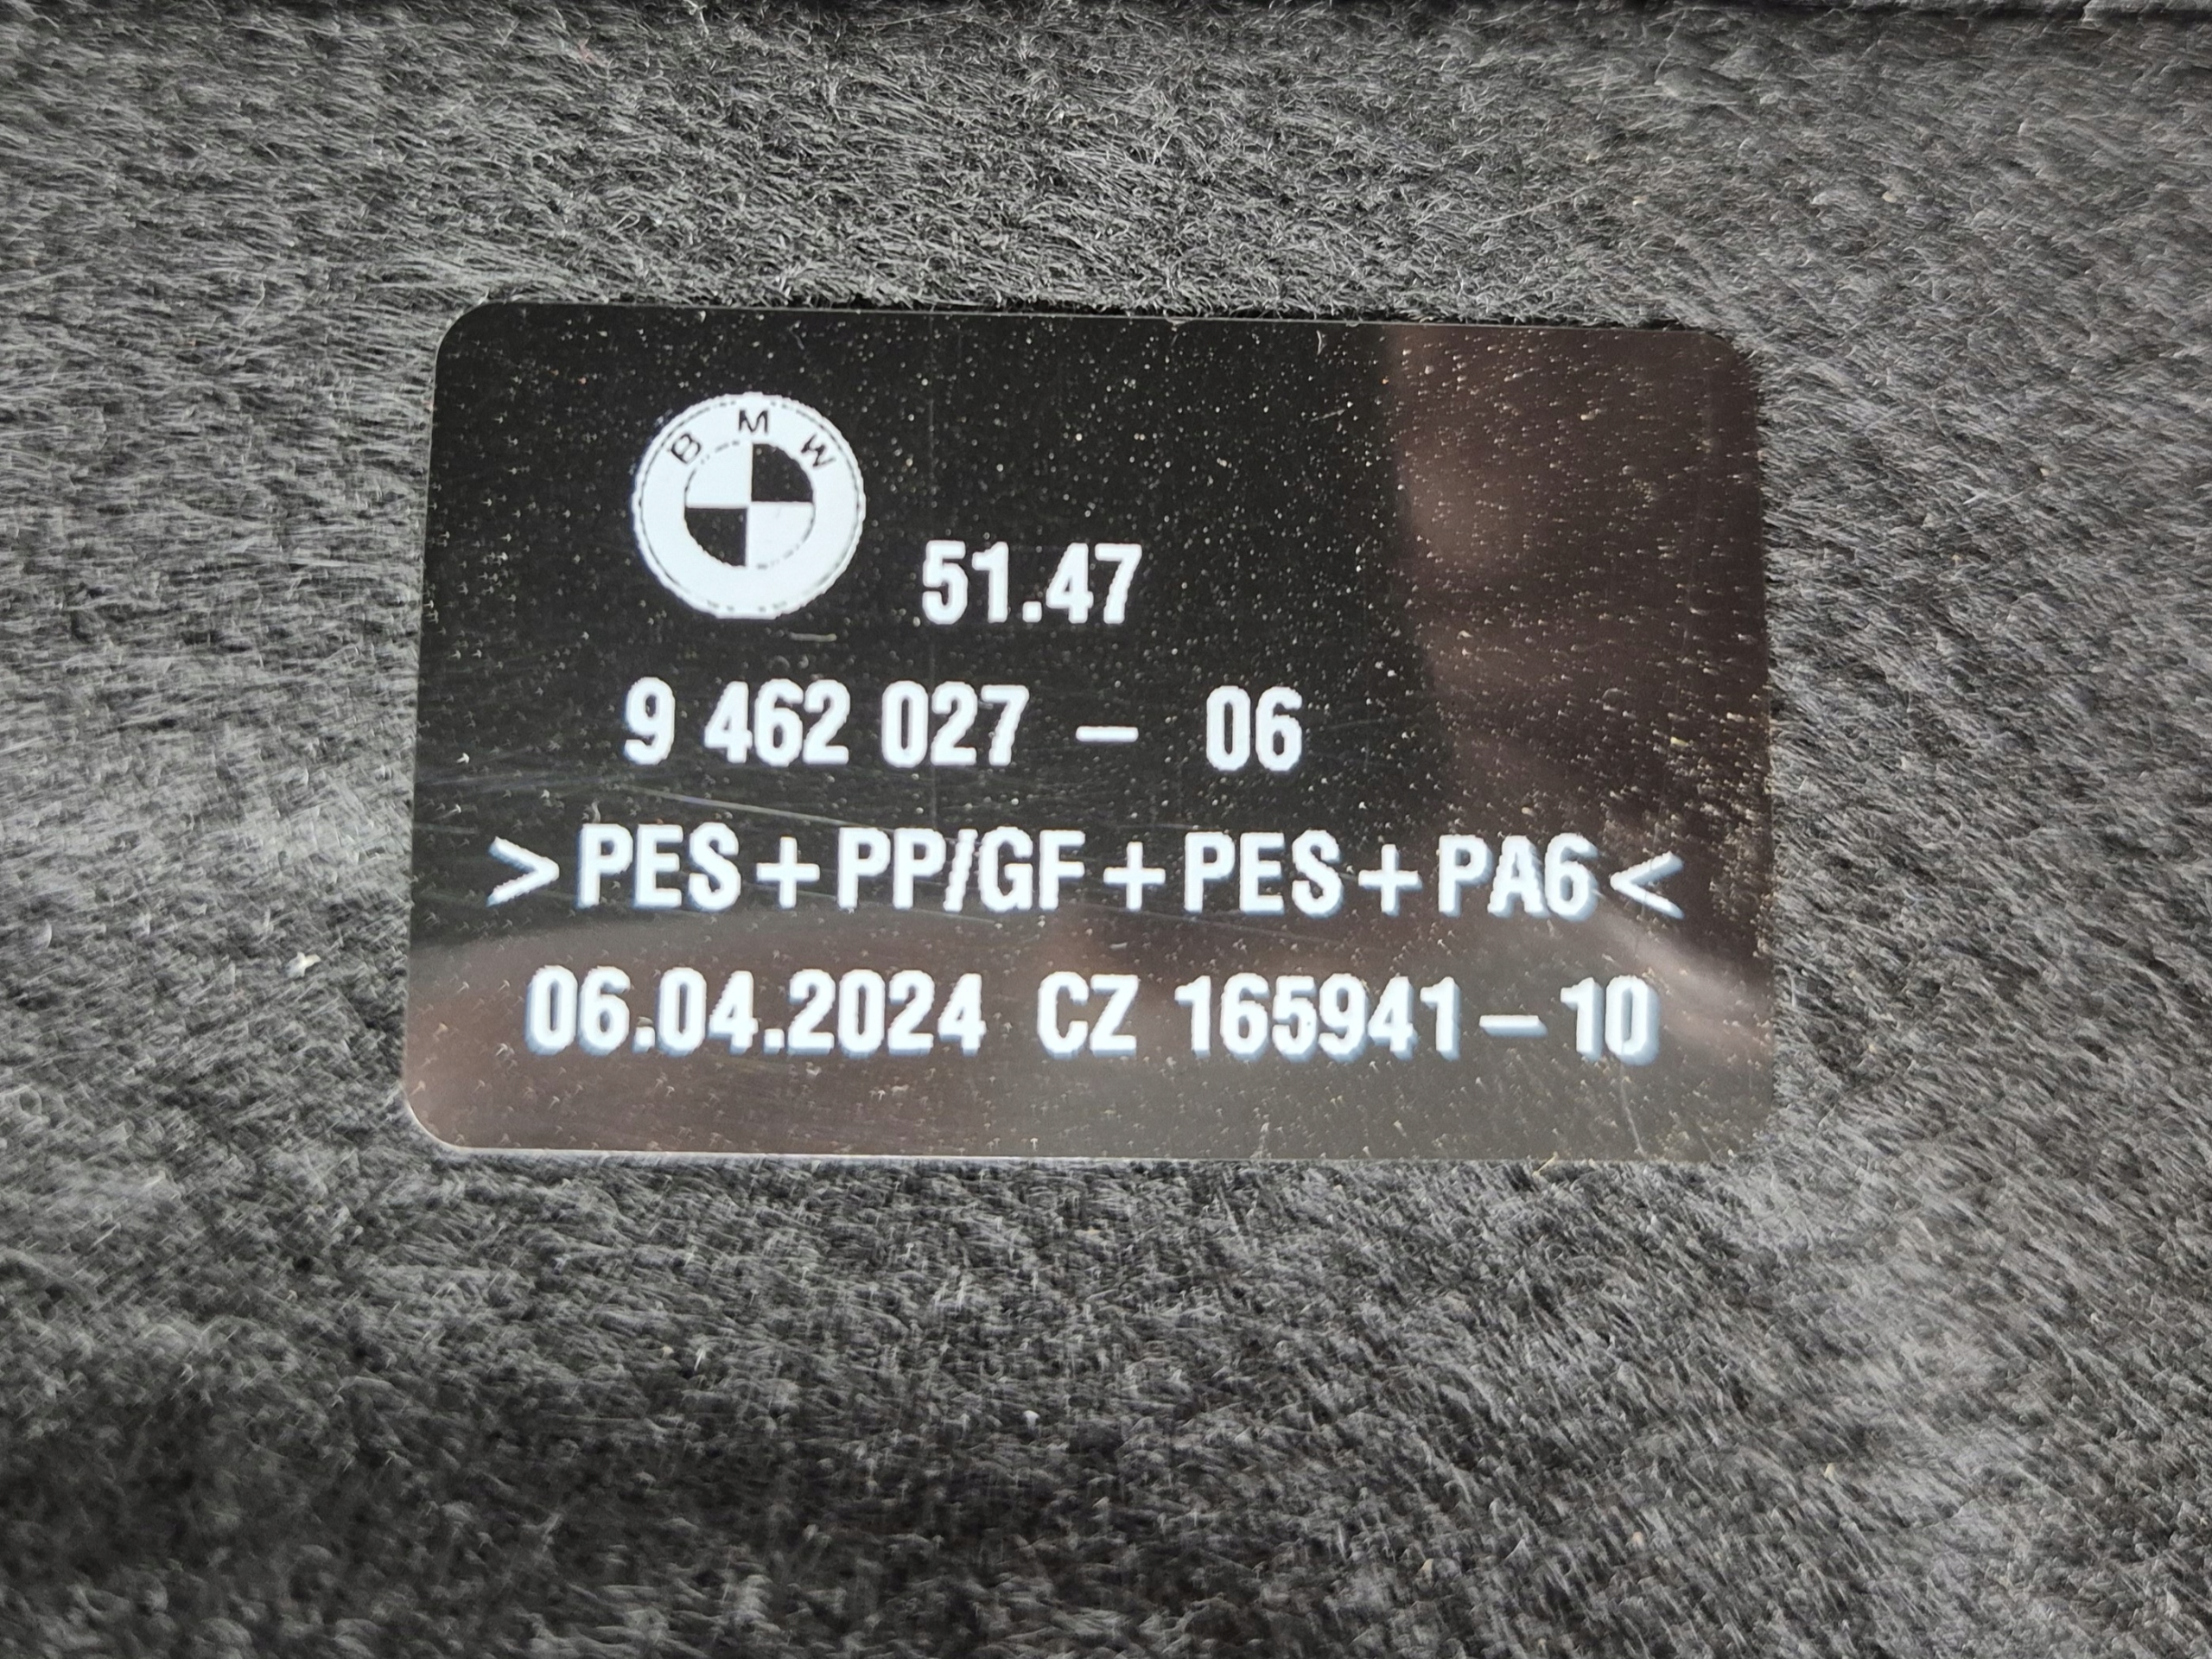 BMW
51.47
9 462 027 – 06
>PES+PP/GF+PES+PA6<
06.04.2024 CZ 165941–10